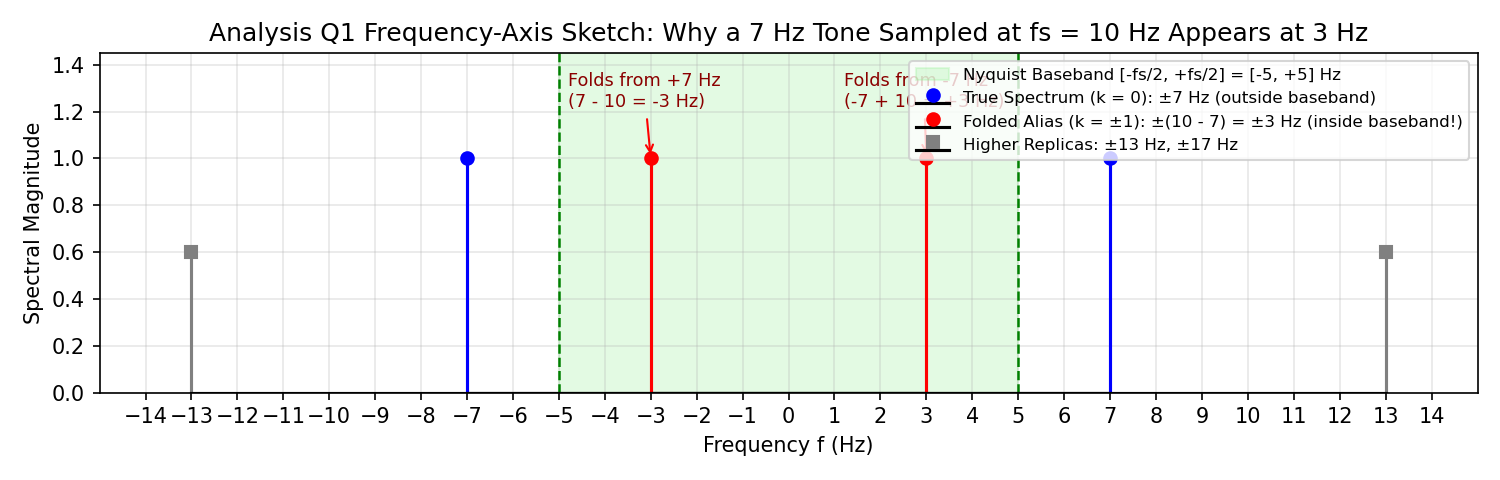 Analysis Q1 Frequency-Axis Sketch: Why a 7 Hz Tone Sampled at fs = 10 Hz Appears at 3 Hz
Folds from +7 Hz
(7 - 10 = -3 Hz)
Folds from -7 Hz
(-7 + 10 = +3 Hz)
Nyquist Baseband [-fs/2, +fs/2] = [-5, +5] Hz
True Spectrum (k = 0): ±7 Hz (outside baseband)
Folded Alias (k = ±1): ±(10 - 7) = ±3 Hz (inside baseband!)
Higher Replicas: ±13 Hz, ±17 Hz
Spectral Magnitude
1.4
1.2
1.0
0.8
0.6
0.4
0.2
0.0
−14 −13 −12 −11 −10 −9 −8 −7 −6 −5 −4 −3 −2 −1 0 1 2 3 4 5 6 7 8 9 10 11 12 13 14
Frequency f (Hz)